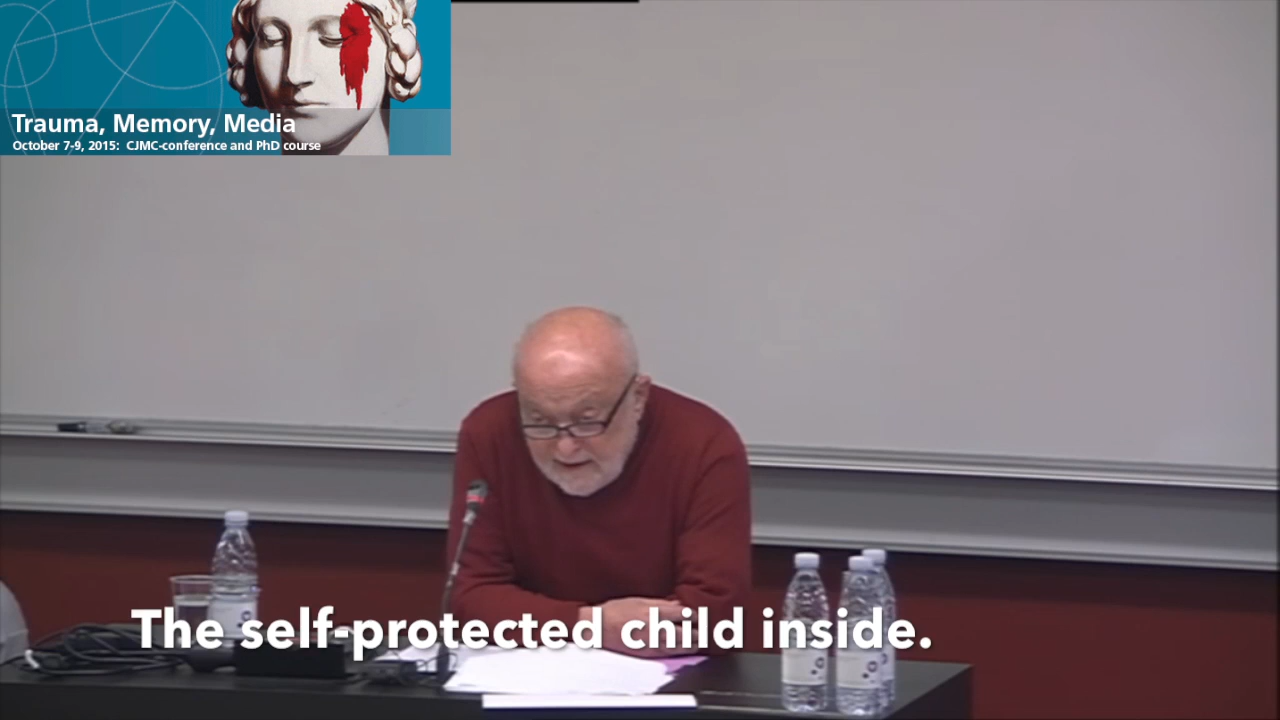 Trauma, Memory, Media
October 7-9, 2015:  CJMC-conference and PhD course
The self-protected child inside.